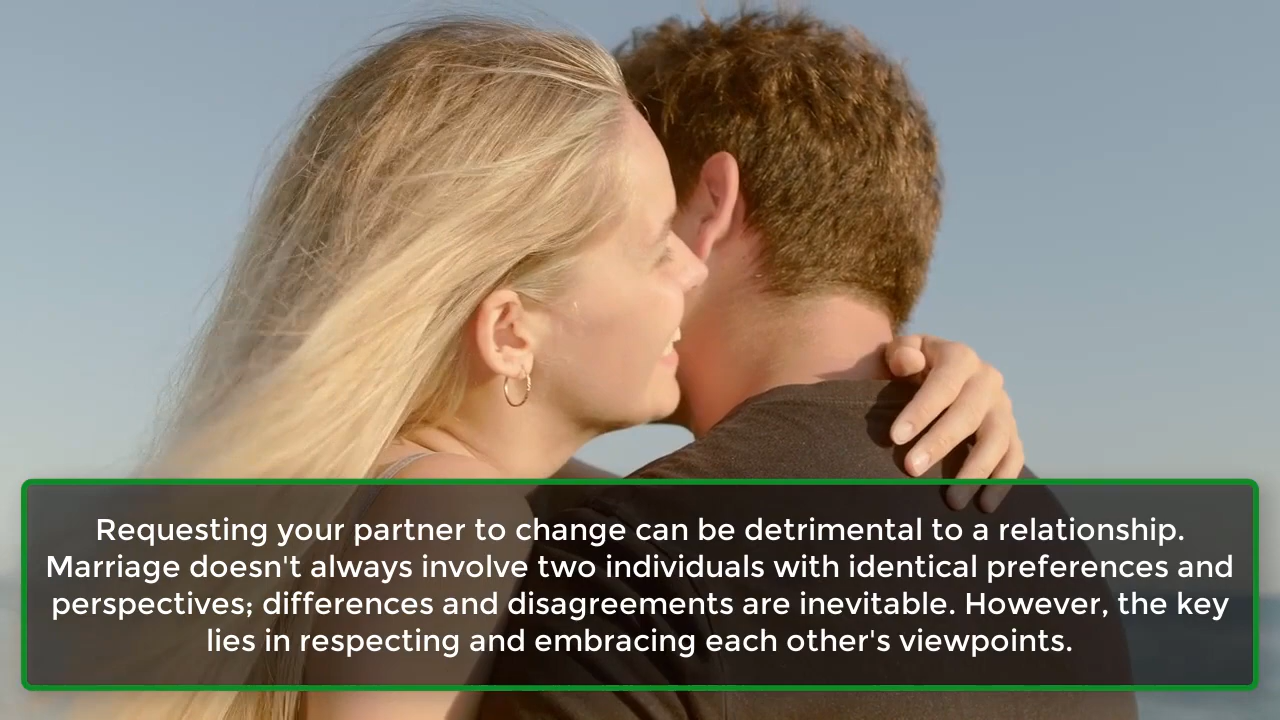 Requesting your partner to change can be detrimental to a relationship.
Marriage doesn't always involve two individuals with identical preferences and
perspectives; differences and disagreements are inevitable. However, the key
lies in respecting and embracing each other's viewpoints.